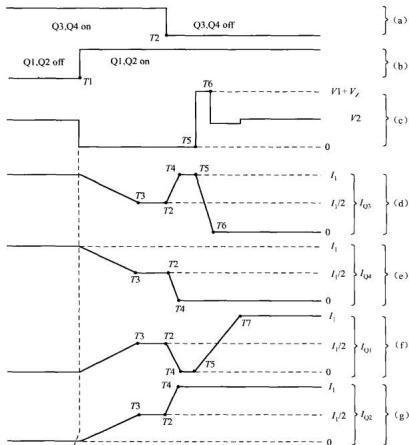 Q3,Q4 on
T2
Q3,Q4 off
(a)
Q1,Q2 off
T1
Q1,Q2 on
(b)
T6
V1+Vz
V2
(c)
T5
0
T4
T5
I1
T3
T2
I1/2
IQ3
(d)
T6
0
I1
T3
T2
I1/2
IQ4
(e)
T4
0
T7
I1
T3
T2
I1/2
IQ1
(f)
T4
T5
0
T4
I1
T3
T2
I1/2
IQ2
(g)
0